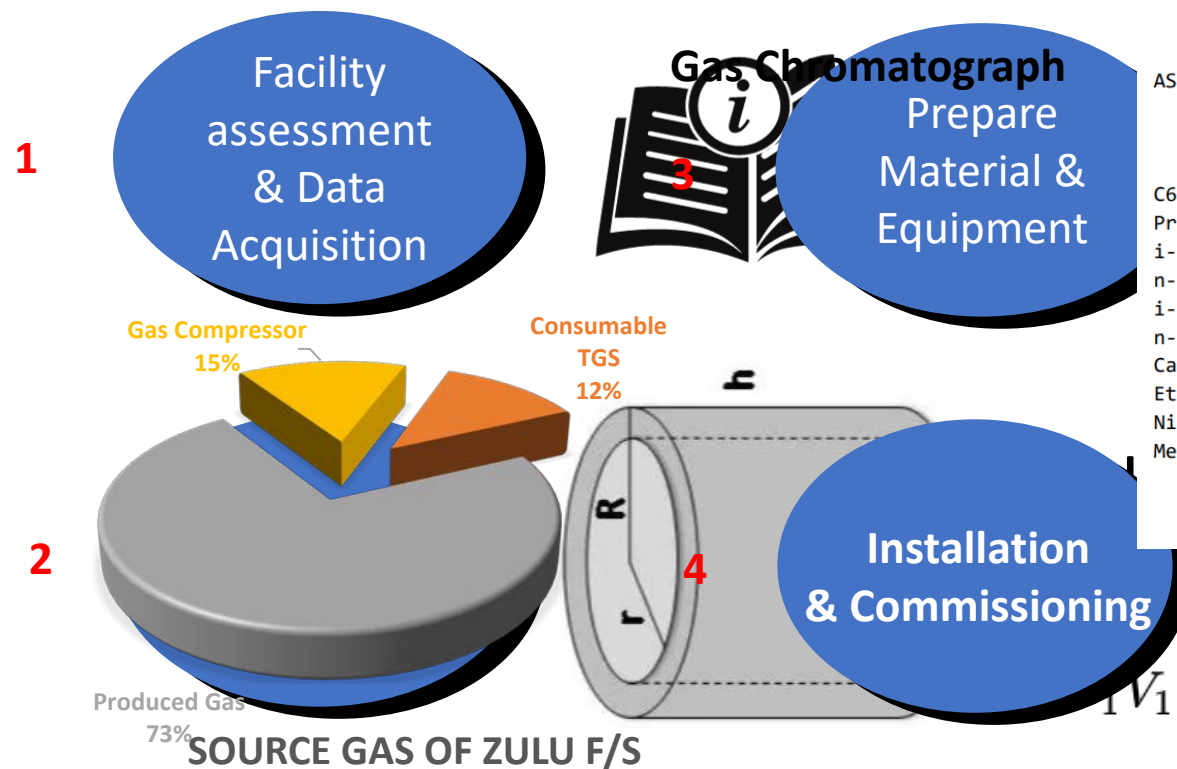 1
Facility
assessment
& Data
Acquisition
Gas Chromatograph
i
3
Prepare
Material &
Equipment
AS
C6
Pr
i-
n-
i-
n-
Ca
Et
Ni
Me
Gas Compressor
15%
Consumable
TGS
12%
h
R
r
2
4
Installation
& Commissioning
Produced Gas
73%
SOURCE GAS OF ZULU F/S
1V1